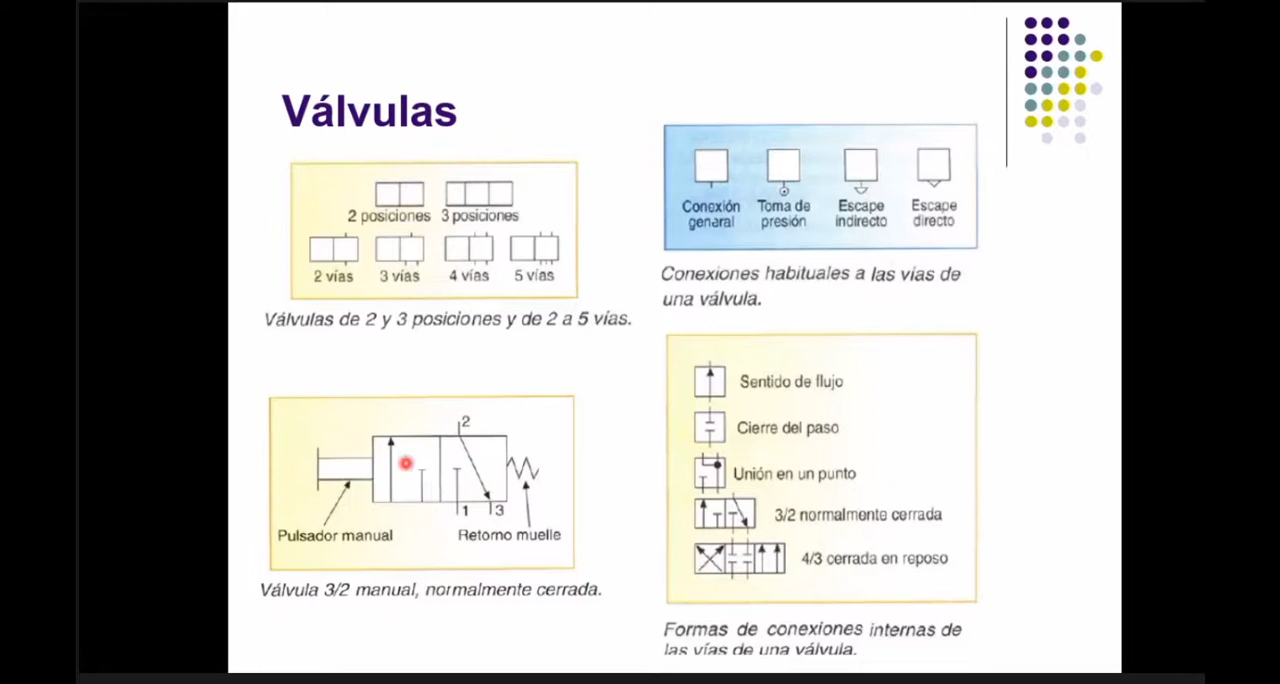 Válvulas
2 posiciones 3 posiciones
2 vías 3 vías 4 vías 5 vías
Válvulas de 2 y 3 posiciones y de 2 a 5 vías.
Conexión
general
Toma de
presión
Escape
indirecto
Escape
directo
Conexiones habituales a las vías de
una válvula.
2
1 3
Pulsador manual
Retorno muelle
Válvula 3/2 manual, normalmente cerrada.
Sentido de flujo
Cierre del paso
Unión en un punto
3/2 normalmente cerrada
4/3 cerrada en reposo
Formas de conexiones internas de
las vías de una válvula.